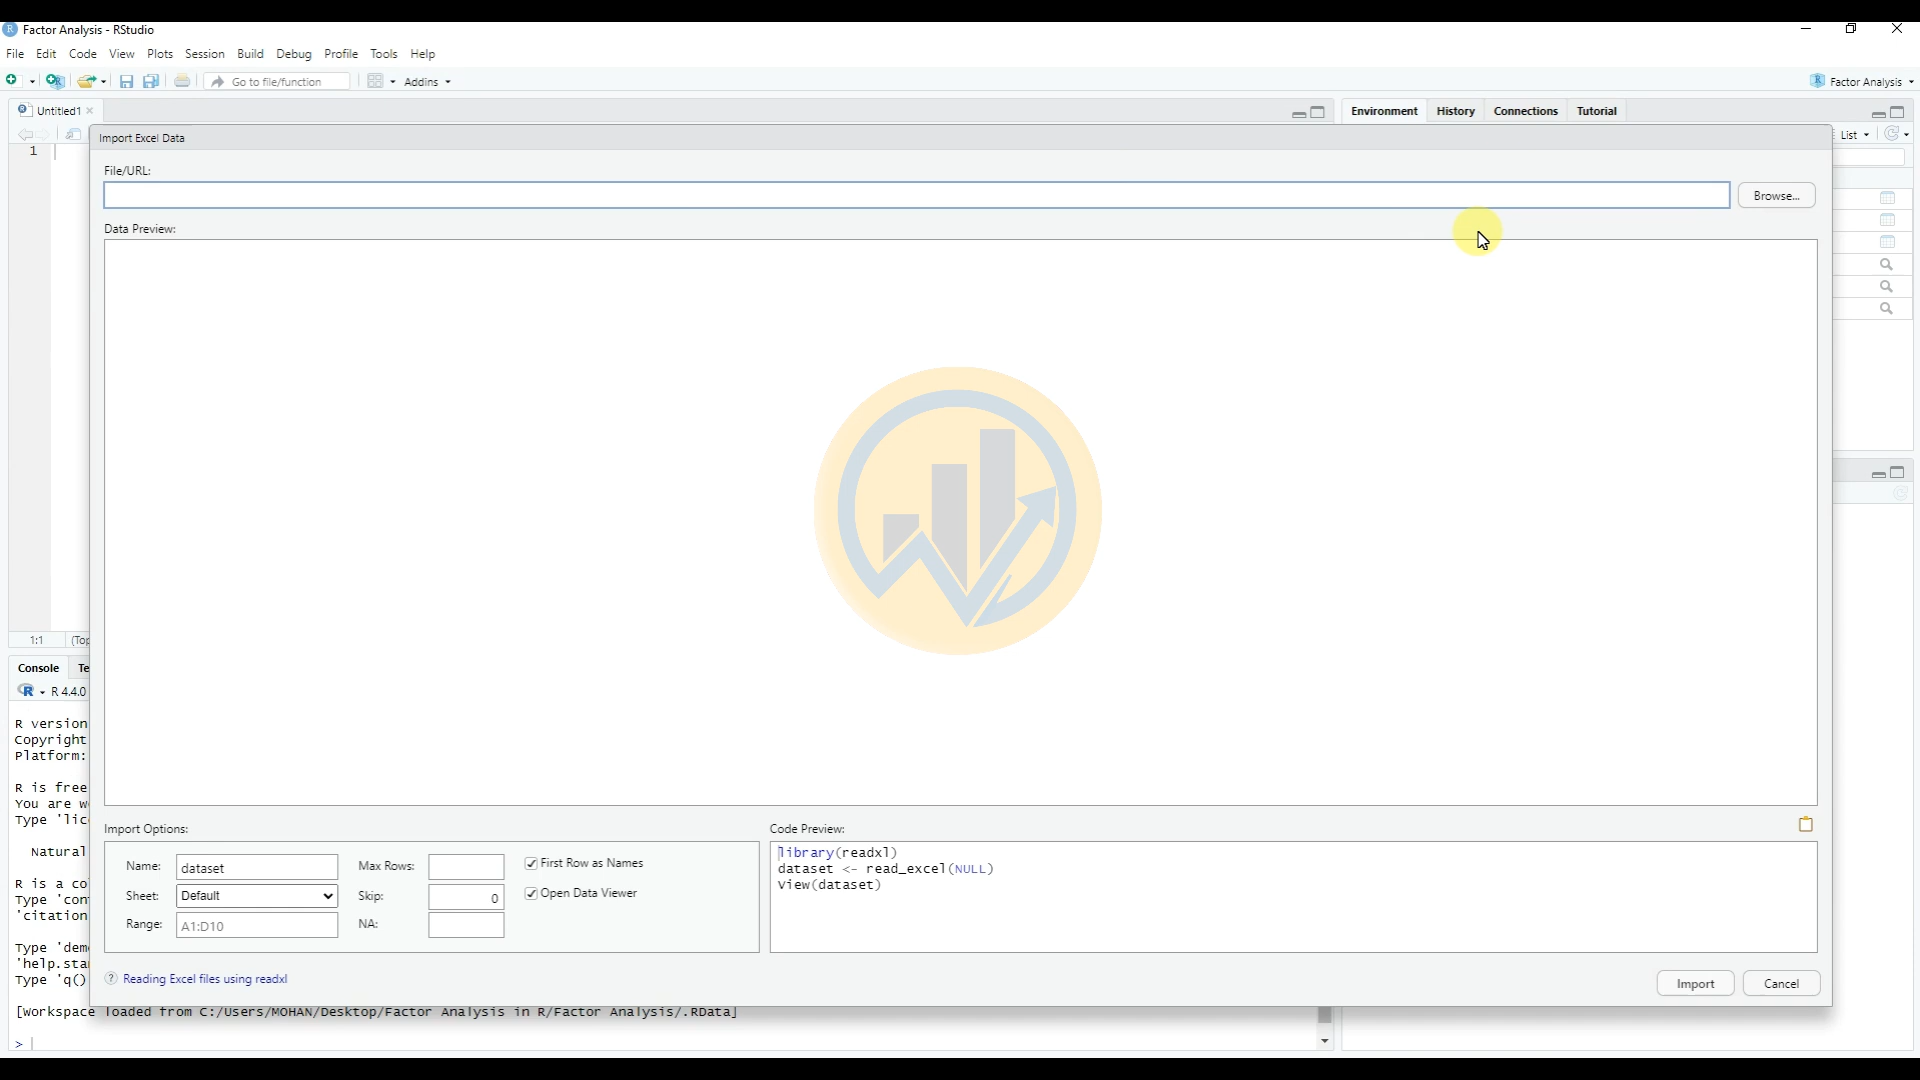 Factor Analysis - RStudio
File Edit Code View Plots Session Build Debug Profile Tools Help
Go to file/function Addins Factor Analysis
Untitled1 Environment History Connections Tutorial
List
Import Excel Data
1
File/URL:
Browse...
Data Preview:
1:1 (Top
Console Te
R 4.4.0
R version
Copyright
Platform:
R is free
You are w
Type 'lic
Natural
R is a co
Type 'con
'citation
Type 'dem
'help.sta
Type 'q()
[Workspace loaded from C:/Users/MOHAN/Desktop/Factor Analysis in R/Factor Analysis/.RData]
>
Import Options:
Name: dataset Max Rows: First Row as Names
Sheet: Default Skip: 0 Open Data Viewer
Range: A1:D10 NA:
Code Preview:
library(readxl)
dataset <- read_excel(NULL)
View(dataset)
? Reading Excel files using readxl
Import Cancel